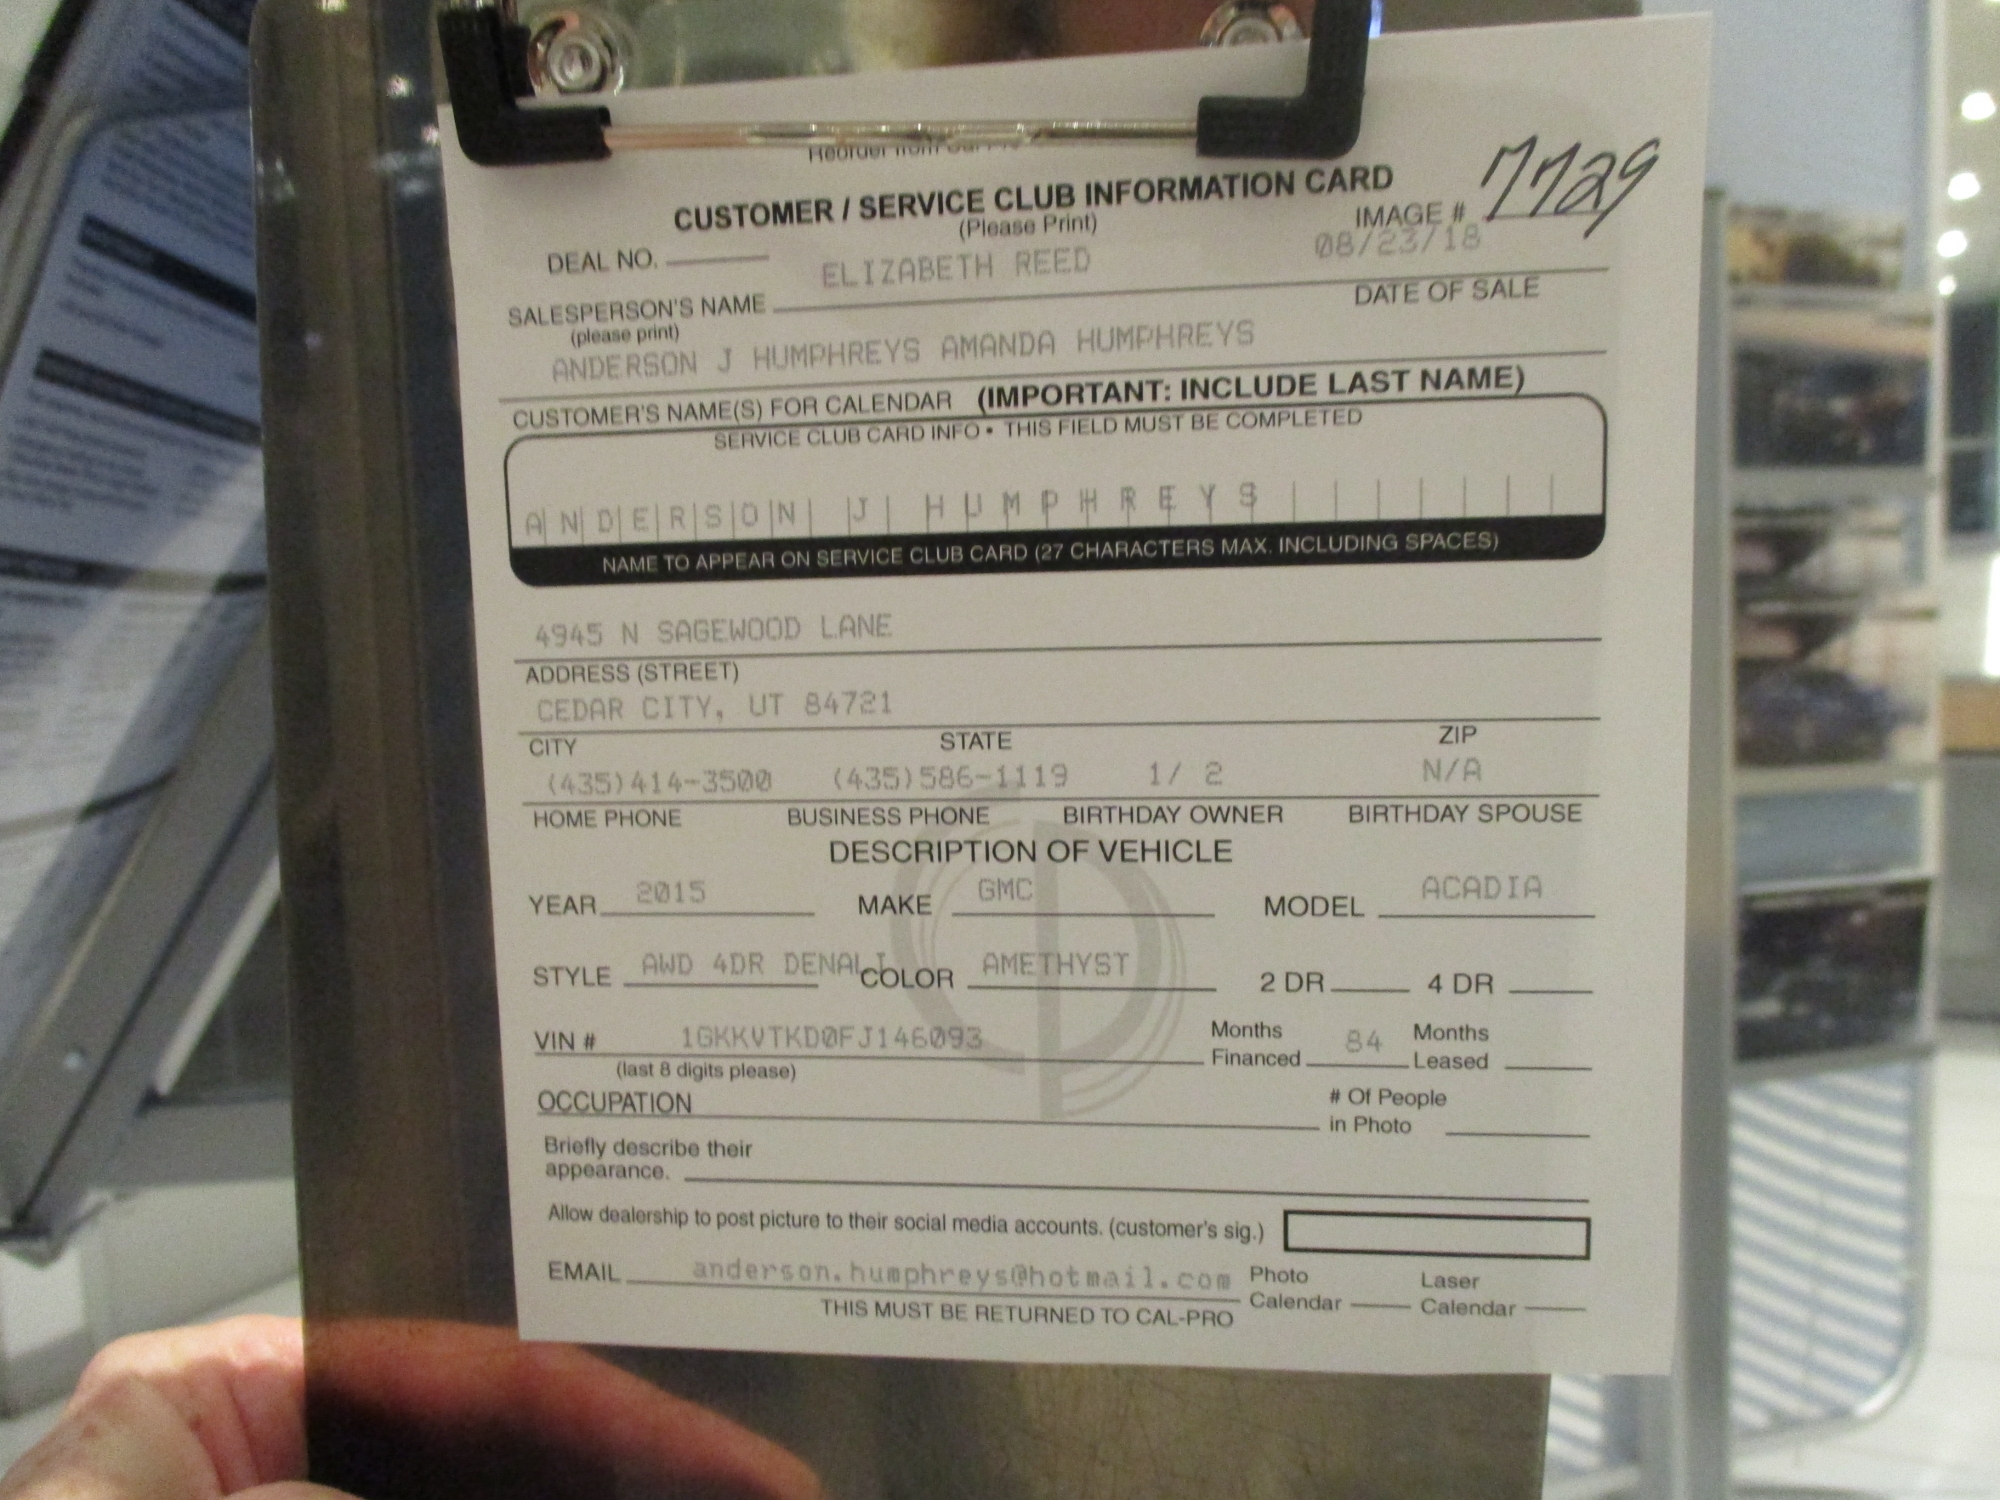 CUSTOMER / SERVICE CLUB INFORMATION CARD
(Please Print)
IMAGE # 7729
DEAL NO.
ELIZABETH REED 08/23/18
SALESPERSON'S NAME DATE OF SALE
(please print)
ANDERSON J HUMPHREYS AMANDA HUMPHREYS
CUSTOMER'S NAME(S) FOR CALENDAR (IMPORTANT: INCLUDE LAST NAME)
SERVICE CLUB CARD INFO • THIS FIELD MUST BE COMPLETED
ANDERSON J HUMPHREYS
NAME TO APPEAR ON SERVICE CLUB CARD (27 CHARACTERS MAX. INCLUDING SPACES)
4945 N SAGEWOOD LANE
ADDRESS (STREET)
CEDAR CITY, UT 84721
CITY STATE ZIP
(435)414-3500 (435)586-1119 1/ 2 N/A
HOME PHONE BUSINESS PHONE BIRTHDAY OWNER BIRTHDAY SPOUSE
DESCRIPTION OF VEHICLE
YEAR 2015 MAKE GMC MODEL ACADIA
STYLE AWD 4DR DENALI COLOR AMETHYST 2 DR 4 DR
VIN # 1GKKVTKD0FJ146093 Months Financed 84 Months Leased
(last 8 digits please)
OCCUPATION # Of People in Photo
Briefly describe their
appearance.
Allow dealership to post picture to their social media accounts. (customer's sig.)
EMAIL anderson.humphreys@hotmail.com Photo Calendar Laser Calendar
THIS MUST BE RETURNED TO CAL-PRO